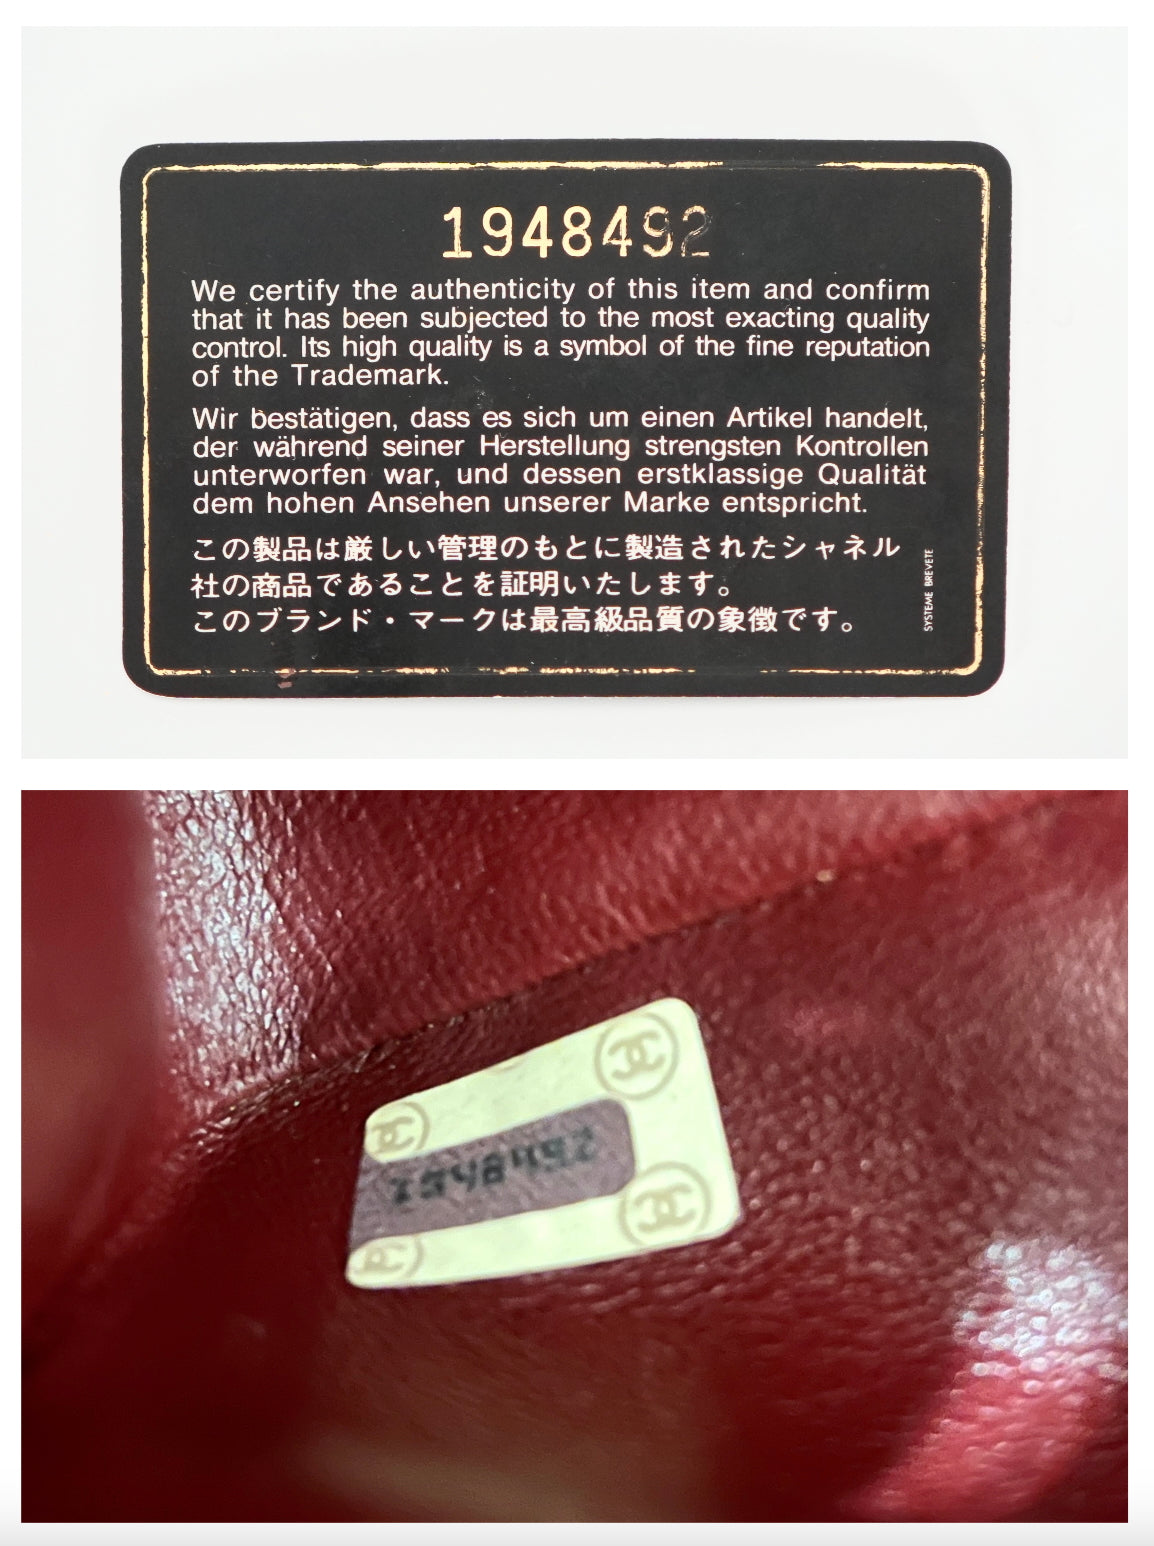 1948492
We certify the authenticity of this item and confirm
that it has been subjected to the most exacting quality
control. Its high quality is a symbol of the fine reputation
of the Trademark.
Wir bestätigen, dass es sich um einen Artikel handelt,
der während seiner Herstellung strengsten Kontrollen
unterworfen war, und dessen erstklassige Qualität
dem hohen Ansehen unserer Marke entspricht.
この製品は厳しい管理のもとに製造されたシャネル
社の商品であることを証明いたします。
このブランド・マークは最高級品質の象徴です。
SYSTEME BREVETE
1948492